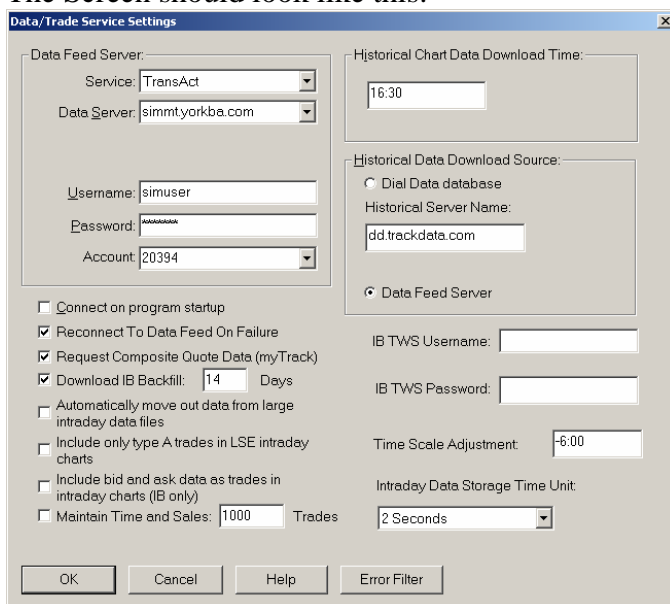 The Screen should look like this:
Data/Trade Service Settings
Data Feed Server:
Service: TransAct
Data Server: simmt.yorkba.com
Username: simuser
Password: *******
Account: 20394
Connect on program startup
Reconnect To Data Feed On Failure
Request Composite Quote Data (myTrack)
Download IB Backfill: 14 Days
Automatically move out data from large
intraday data files
Include only type A trades in LSE intraday
charts
Include bid and ask data as trades in
intraday charts (IB only)
Maintain Time and Sales: 1000 Trades
Historical Chart Data Download Time:
16:30
Historical Data Download Source:
Dial Data database
Historical Server Name:
dd.trackdata.com
Data Feed Server
IB TWS Username:
IB TWS Password:
Time Scale Adjustment: -6:00
Intraday Data Storage Time Unit:
2 Seconds
OK Cancel Help Error Filter